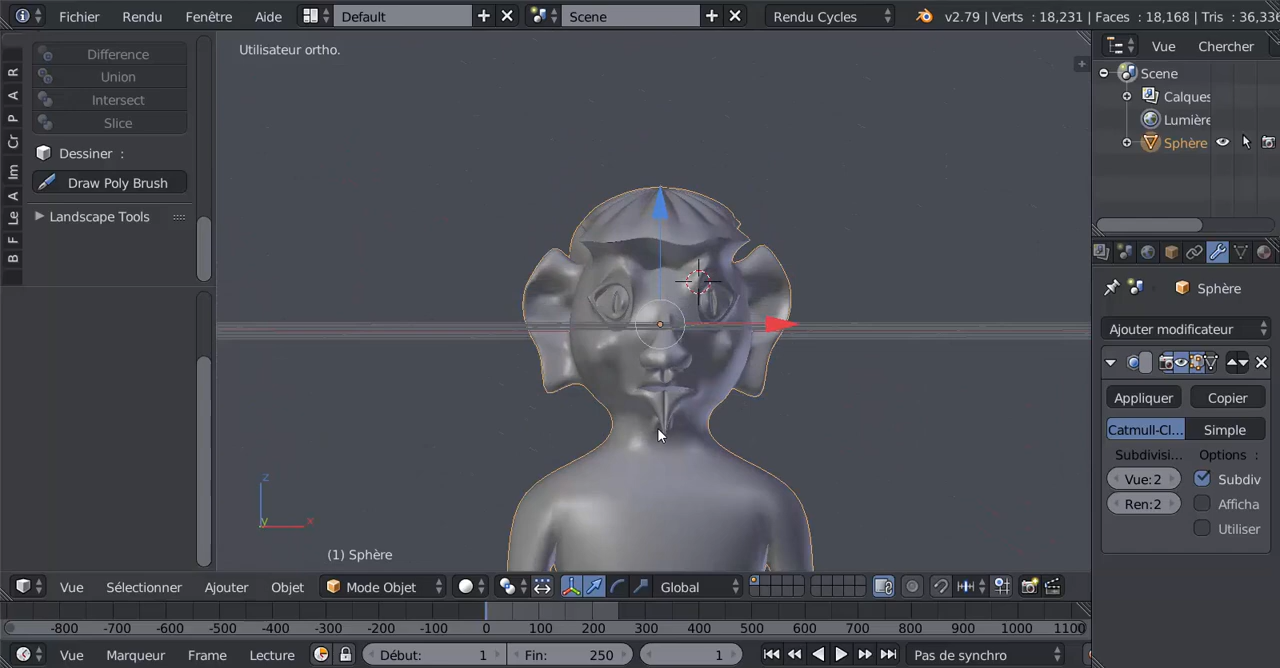 Fichier Rendu Fenêtre Aide Default Scene Rendu Cycles v2.79 | Verts : 18,231 | Faces : 18,168 | Tris : 36,336
Utilisateur ortho.
Vue Chercher
Scene
Calques
Lumière
Sphère
Difference
Union
Intersect
Slice
Dessiner :
Draw Poly Brush
Landscape Tools
R
A
P
Cr
Im
A
Le
F
B
Sphère
Ajouter modificateur
Appliquer Copier
Catmull-Cl... Simple
Subdivisi... Options :
Vue: 2 Subdiv
Ren: 2 Afficha
Utiliser
z
y x
(1) Sphère
Vue Sélectionner Ajouter Objet Mode Objet Global
-800 -700 -600 -500 -400 -300 -200 -100 0 100 200 300 400 500 600 700 800 900 1000 1100
Vue Marqueur Frame Lecture Début: 1 Fin: 250 1 Pas de synchro